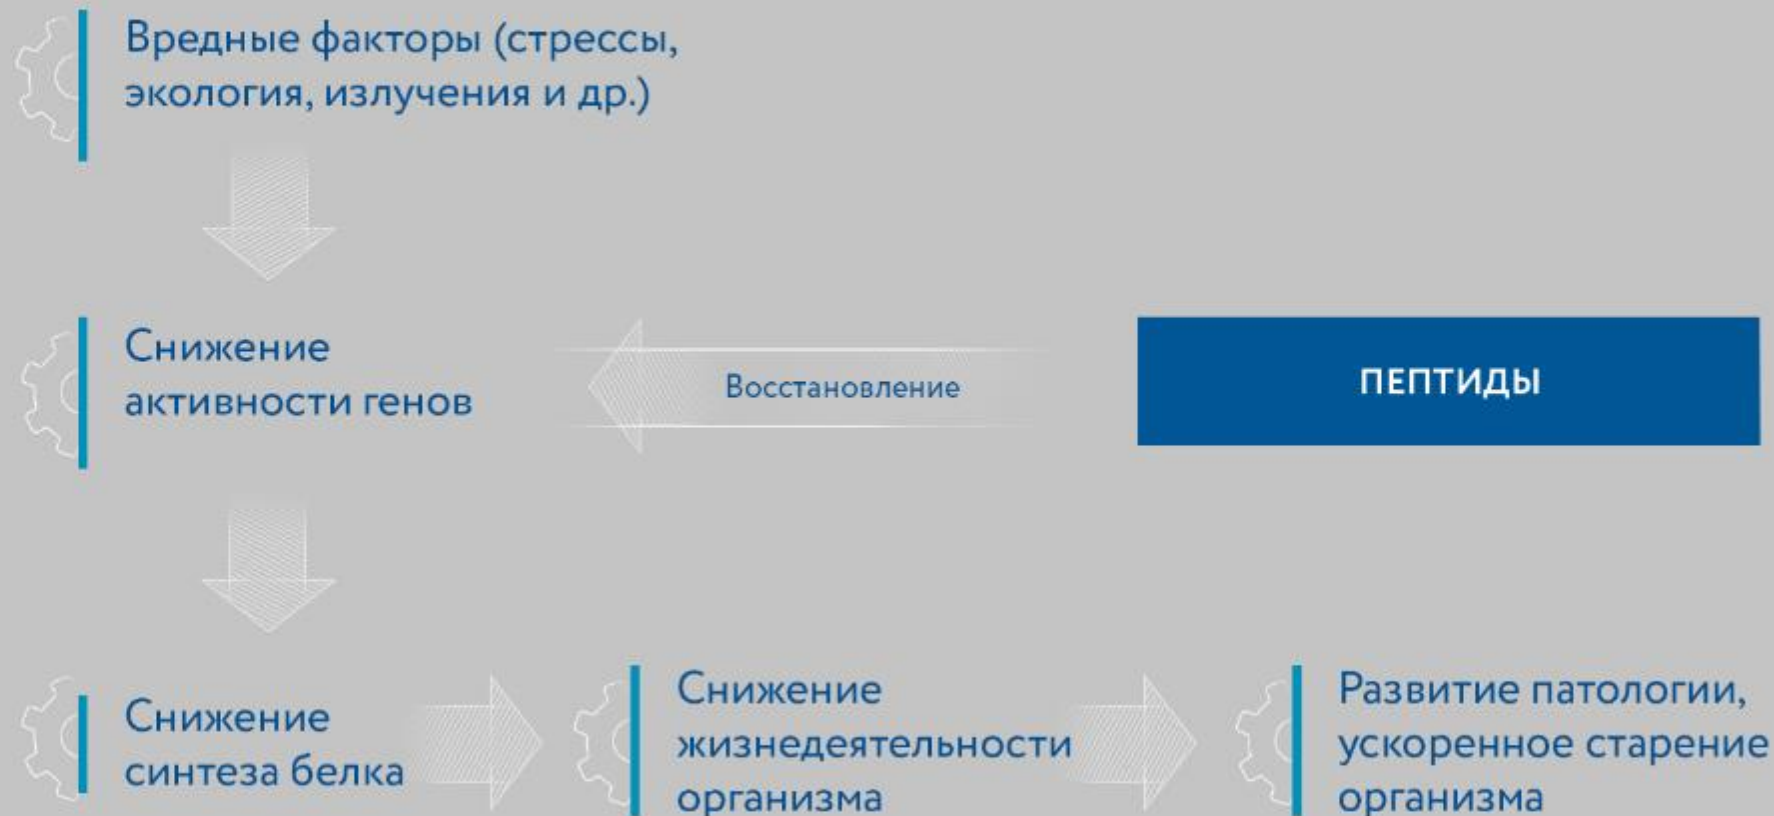 Вредные факторы (стрессы,
экология, излучения и др.)
Снижение
активности генов
Восстановление
ПЕПТИДЫ
Снижение
синтеза белка
Снижение
жизнедеятельности
организма
Развитие патологии,
ускоренное старение
организма